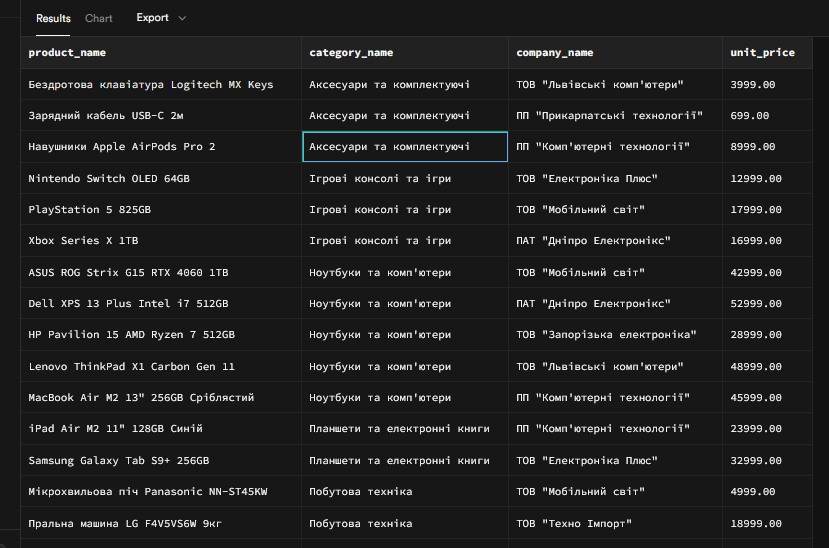 Results Chart Export
product_name category_name company_name unit_price
Бездротова клавіатура Logitech MX Keys Аксесуари та комплектуючі ТОВ "Львівські комп'ютери" 3999.00
Зарядний кабель USB-C 2м Аксесуари та комплектуючі ПП "Прикарпатські технології" 699.00
Навушники Apple AirPods Pro 2 Аксесуари та комплектуючі ПП "Комп'ютерні технології" 8999.00
Nintendo Switch OLED 64GB Ігрові консолі та ігри ТОВ "Електроніка Плюс" 12999.00
PlayStation 5 825GB Ігрові консолі та ігри ТОВ "Мобільний світ" 17999.00
Xbox Series X 1TB Ігрові консолі та ігри ПАТ "Дніпро Електронікс" 16999.00
ASUS ROG Strix G15 RTX 4060 1TB Ноутбуки та комп'ютери ТОВ "Мобільний світ" 42999.00
Dell XPS 13 Plus Intel i7 512GB Ноутбуки та комп'ютери ПАТ "Дніпро Електронікс" 52999.00
HP Pavilion 15 AMD Ryzen 7 512GB Ноутбуки та комп'ютери ТОВ "Запорізька електроніка" 28999.00
Lenovo ThinkPad X1 Carbon Gen 11 Ноутбуки та комп'ютери ТОВ "Львівські комп'ютери" 48999.00
MacBook Air M2 13" 256GB Сріблястий Ноутбуки та комп'ютери ПП "Комп'ютерні технології" 45999.00
iPad Air M2 11" 128GB Синій Планшети та електронні книги ПП "Комп'ютерні технології" 23999.00
Samsung Galaxy Tab S9+ 256GB Планшети та електронні книги ТОВ "Електроніка Плюс" 32999.00
Мікрохвильова піч Panasonic NN-ST45KW Побутова техніка ТОВ "Мобільний світ" 4999.00
Пральна машина LG F4V5VS6W 9кг Побутова техніка ТОВ "Техно Імпорт" 18999.00